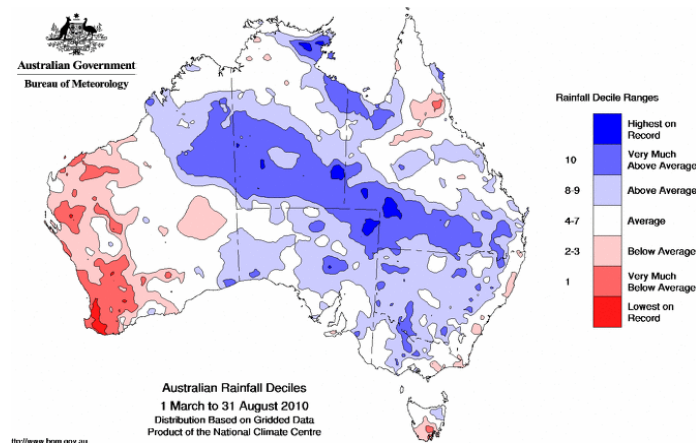 Australian Government
Bureau of Meteorology
Rainfall Decile Ranges
Highest on
Record
10
Very Much
Above Average
8-9
Above Average
4-7
Average
2-3
Below Average
1
Very Much
Below Average
Lowest on
Record
Australian Rainfall Deciles
1 March to 31 August 2010
Distribution Based on Gridded Data
Product of the National Climate Centre